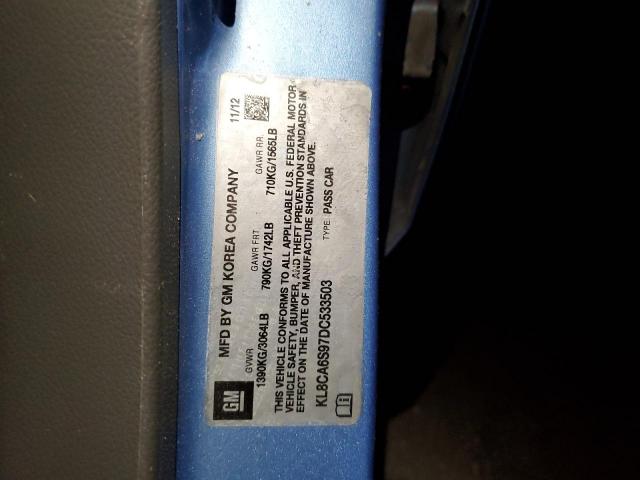 MFD BY GM KOREA COMPANY 11/12
GVWR GAWR FRT GAWR RR
1390KG/3064LB 790KG/1742LB 710KG/1565LB
THIS VEHICLE CONFORMS TO ALL APPLICABLE U.S. FEDERAL MOTOR
VEHICLE SAFETY, BUMPER, AND THEFT PREVENTION STANDARDS IN
EFFECT ON THE DATE OF MANUFACTURE SHOWN ABOVE.
KL8CA6S97DC533503 TYPE: PASS CAR
GM